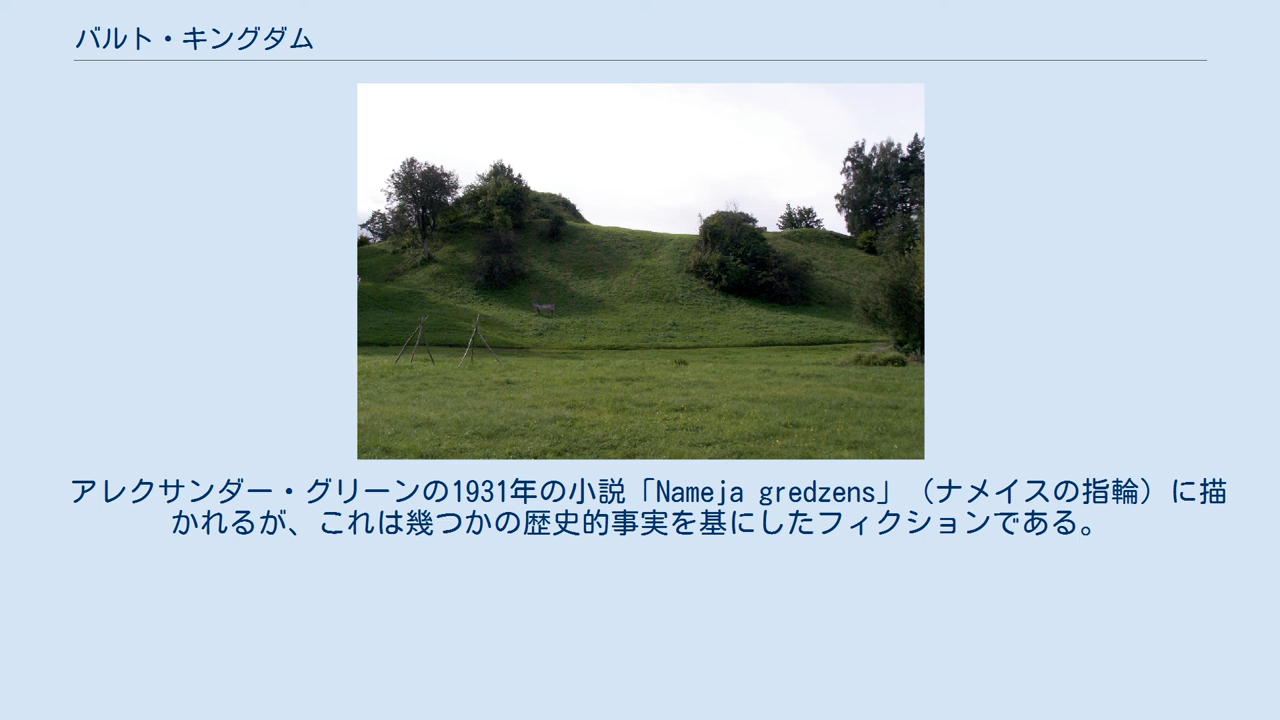 バルト・キングダム
アレクサンダー・グリーンの1931年の小説「Nameja gredzens」（ナメイスの指輪）に描
かれるが、これは幾つかの歴史的事実を基にしたフィクションである。